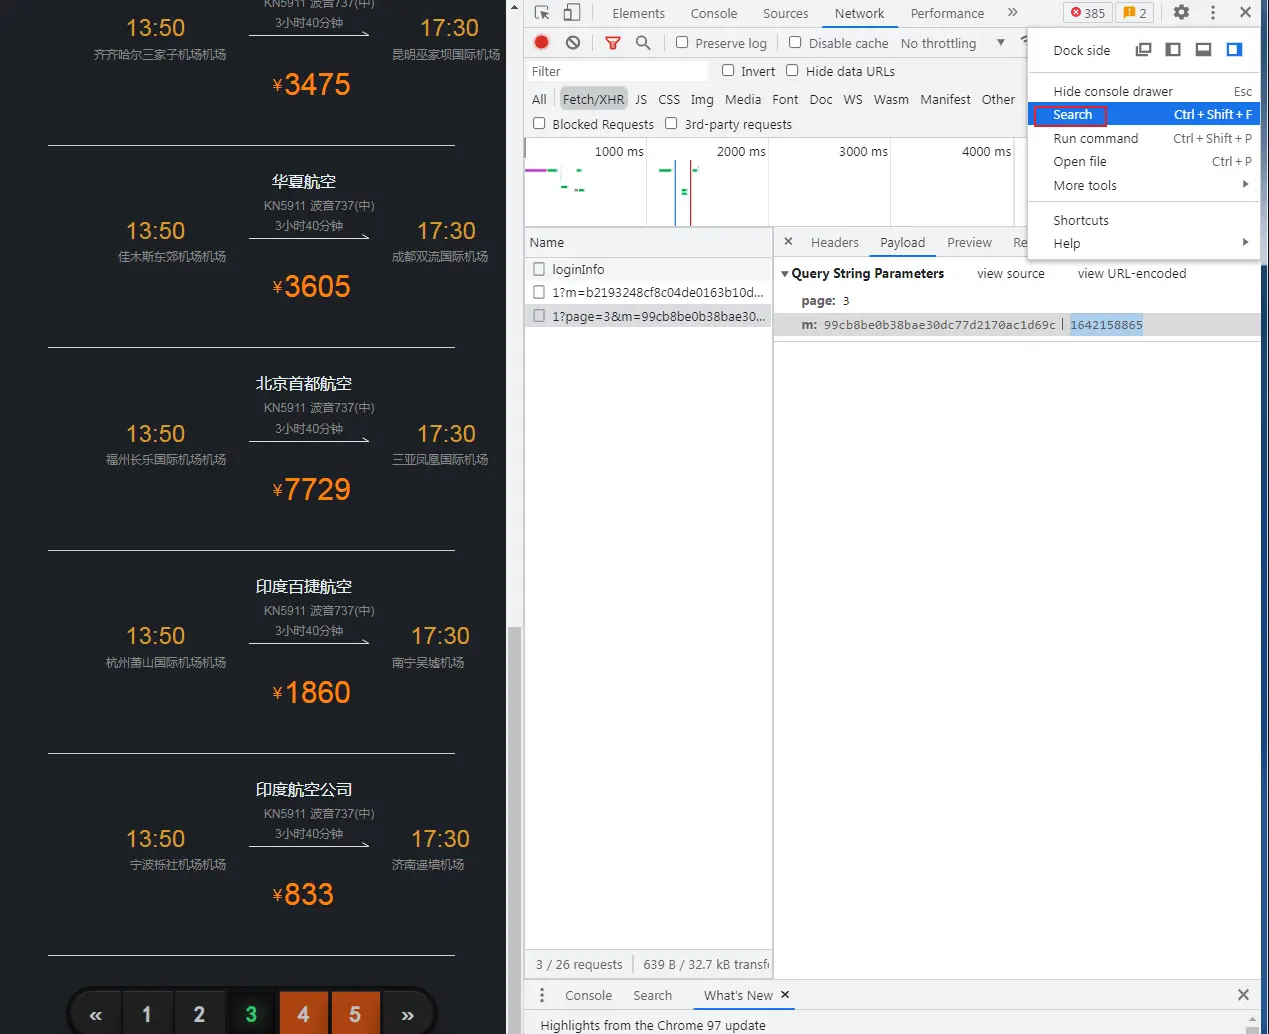 KN5911 波音737(中)
13:50
3小时40分钟
17:30
齐齐哈尔三家子机场机场
昆明巫家坝国际机场
¥3475
华夏航空
KN5911 波音737(中)
13:50
3小时40分钟
17:30
佳木斯东郊机场机场
成都双流国际机场
¥3605
北京首都航空
KN5911 波音737(中)
13:50
3小时40分钟
17:30
福州长乐国际机场机场
三亚凤凰国际机场
¥7729
印度百捷航空
KN5911 波音737(中)
13:50
3小时40分钟
17:30
杭州萧山国际机场机场
南宁吴墟机场
¥1860
印度航空公司
KN5911 波音737(中)
13:50
3小时40分钟
17:30
宁波栎社机场机场
济南遥墙机场
¥833
« 1 2 3 4 5 »
Elements Console Sources Network Performance » 385 2
Preserve log Disable cache No throttling
Filter Invert Hide data URLs
All Fetch/XHR JS CSS Img Media Font Doc WS Wasm Manifest Other
Blocked Requests 3rd-party requests
1000 ms 2000 ms 3000 ms 4000 ms
Dock side
Hide console drawer Esc
Search Ctrl + Shift + F
Run command Ctrl + Shift + P
Open file Ctrl + P
More tools
Shortcuts
Help
Name
loginInfo
1?m=b2193248cf8c04de0163b10d...
1?page=3&m=99cb8be0b38bae30...
3 / 26 requests 639 B / 32.7 kB transf
× Headers Payload Preview Re
Query String Parameters view source view URL-encoded
page: 3
m: 99cb8be0b38bae30dc77d2170ac1d69c|1642158865
Console Search What's New ×
Highlights from the Chrome 97 update